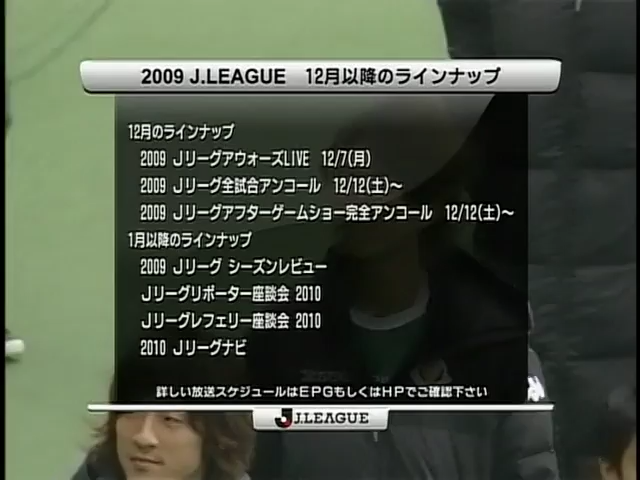 2009 J.LEAGUE 12月以降のラインナップ
12月のラインナップ
2009 JリーグアウォーズLIVE 12/7(月)
2009 Jリーグ全試合アンコール 12/12(土)～
2009 Jリーグアフターゲームショー完全アンコール 12/12(土)～
1月以降のラインナップ
2009 Jリーグ シーズンレビュー
Jリーグリポーター座談会 2010
Jリーグレフェリー座談会 2010
2010 Jリーグナビ
詳しい放送スケジュールはEPGもしくはHPでご確認下さい
J.LEAGUE